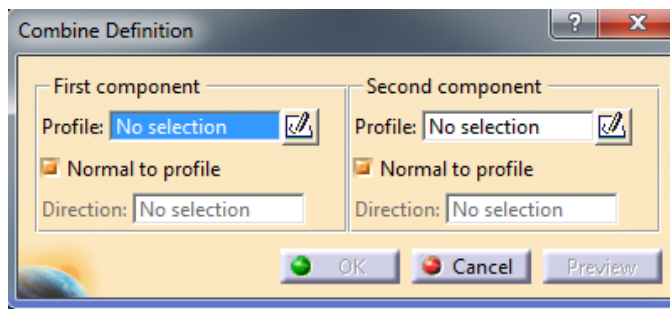 Combine Definition
?
X
First component
Profile: No selection
Normal to profile
Direction: No selection
Second component
Profile: No selection
Normal to profile
Direction: No selection
OK
Cancel
Preview